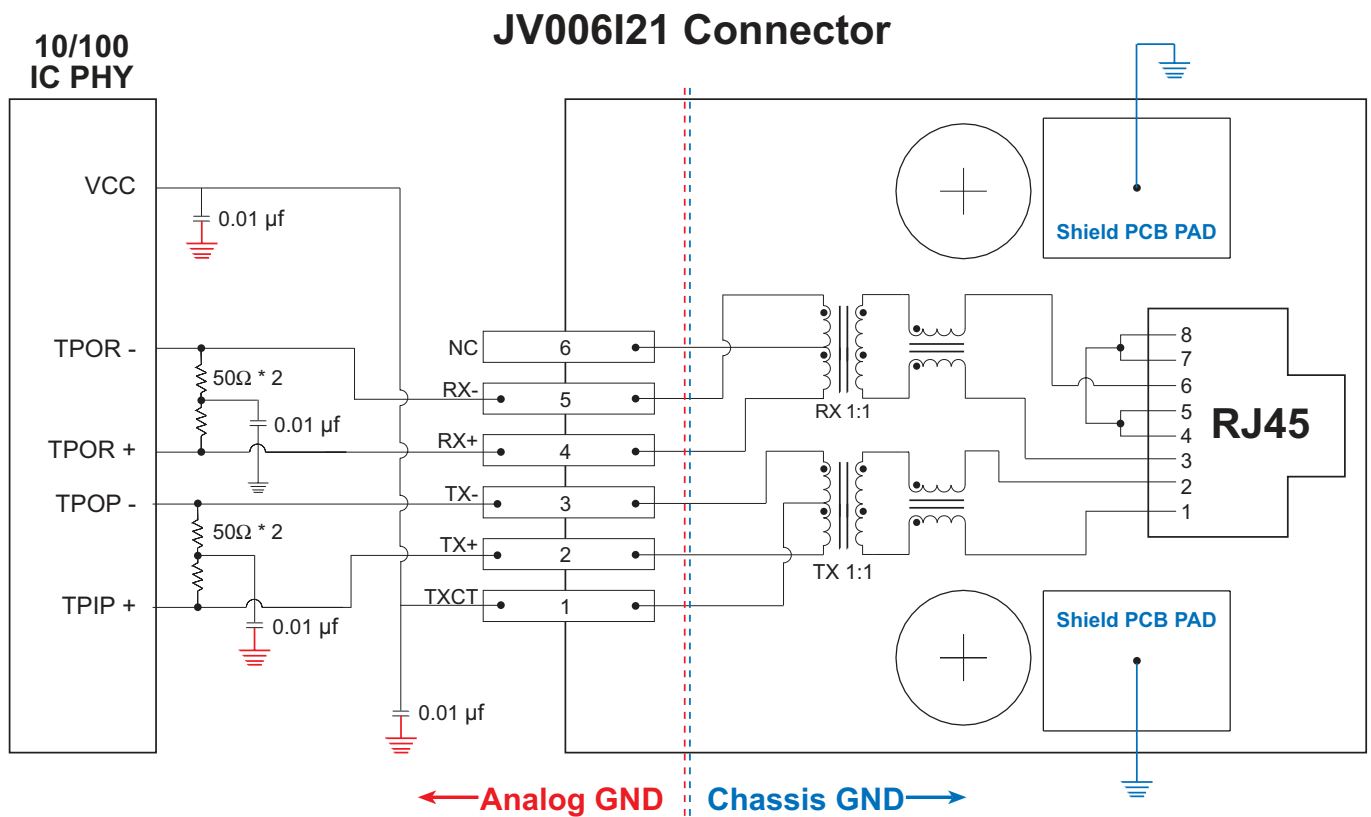 JV006I21 Connector
10/100
IC PHY
VCC
0.01 µf
Shield PCB PAD
TPOR -
50Ω * 2
0.01 µf
TPOR +
TPOP -
50Ω * 2
TPIP +
0.01 µf
0.01 µf
NC
6
RX-
5
RX+
4
TX-
3
TX+
2
TXCT
1
RX 1:1
TX 1:1
8
7
6
5
4
3
2
1
RJ45
Shield PCB PAD
Analog GND
Chassis GND